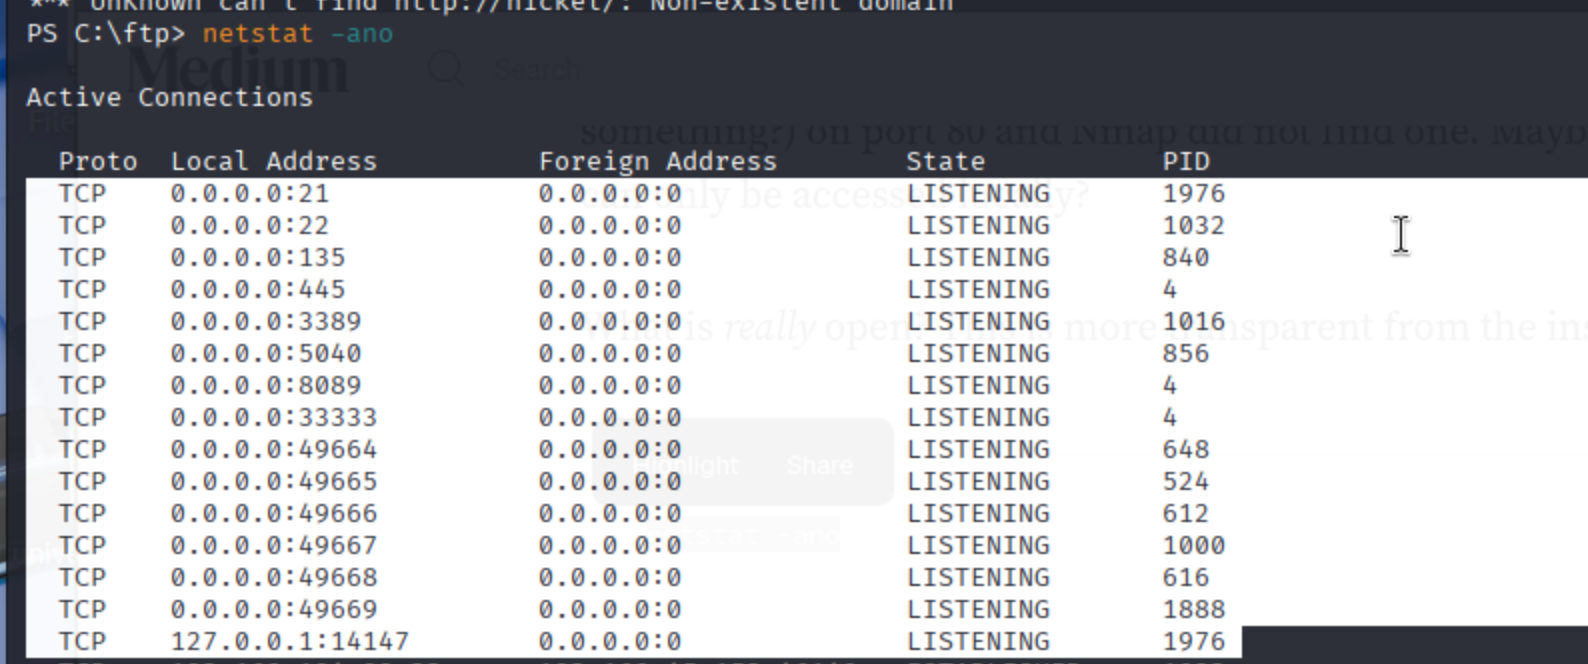 *** UnKnown can't find http://nickel/: Non-existent domain
PS C:\ftp> netstat -ano
Medium
Search
Active Connections
File
something?) on port 80 and Nmap did not find one. Mayb
Proto  Local Address          Foreign Address        State           PID
TCP    0.0.0.0:21             0.0.0.0:0              LISTENING       1976
can only be accessed locally?
TCP    0.0.0.0:22             0.0.0.0:0              LISTENING       1032
TCP    0.0.0.0:135            0.0.0.0:0              LISTENING       840
TCP    0.0.0.0:445            0.0.0.0:0              LISTENING       4
TCP    0.0.0.0:3389           0.0.0.0:0              LISTENING       1016
What is really open? This is more transparent from the ins
TCP    0.0.0.0:5040           0.0.0.0:0              LISTENING       856
TCP    0.0.0.0:8089           0.0.0.0:0              LISTENING       4
TCP    0.0.0.0:33333          0.0.0.0:0              LISTENING       4
TCP    0.0.0.0:49664          0.0.0.0:0              LISTENING       648
Highlight Share
TCP    0.0.0.0:49665          0.0.0.0:0              LISTENING       524
TCP    0.0.0.0:49666          0.0.0.0:0              LISTENING       612
netstat -ano
TCP    0.0.0.0:49667          0.0.0.0:0              LISTENING       1000
TCP    0.0.0.0:49668          0.0.0.0:0              LISTENING       616
TCP    0.0.0.0:49669          0.0.0.0:0              LISTENING       1888
TCP    127.0.0.1:14147        0.0.0.0:0              LISTENING       1976